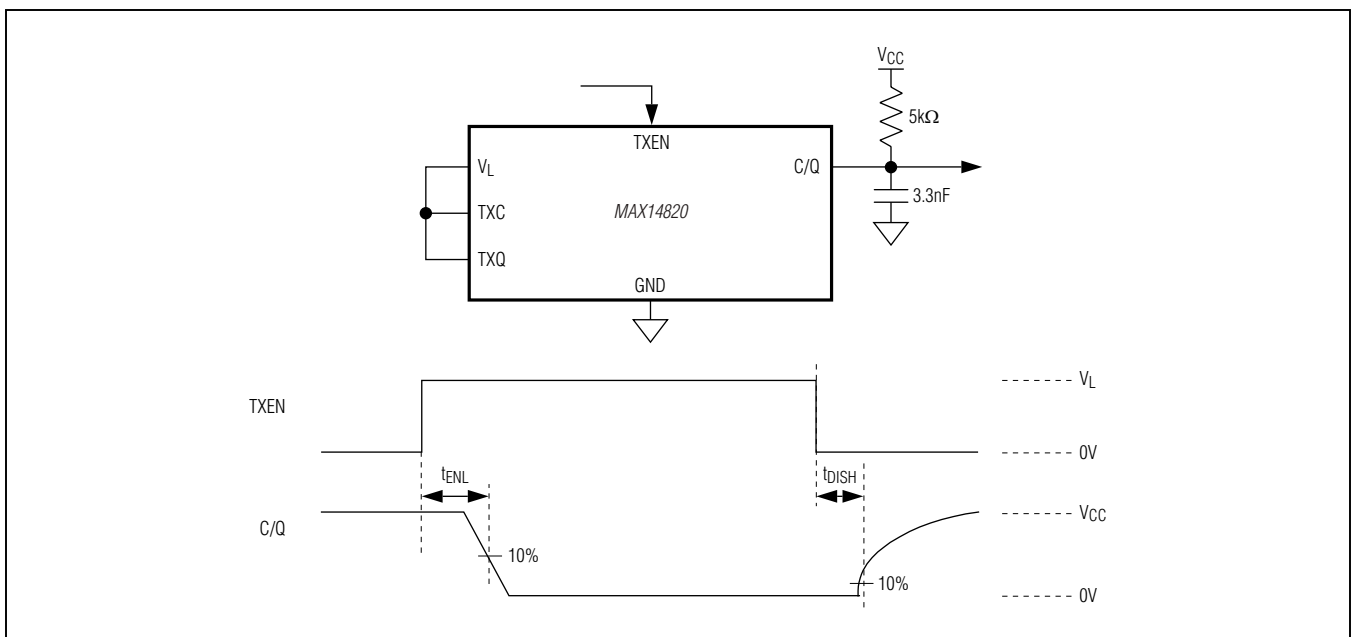 VCC
5kΩ
TXEN
VL
C/Q
3.3nF
TXC
MAX14820
TXQ
GND
VL
TXEN
0V
tENL
tDISH
VCC
C/Q
10%
10%
0V